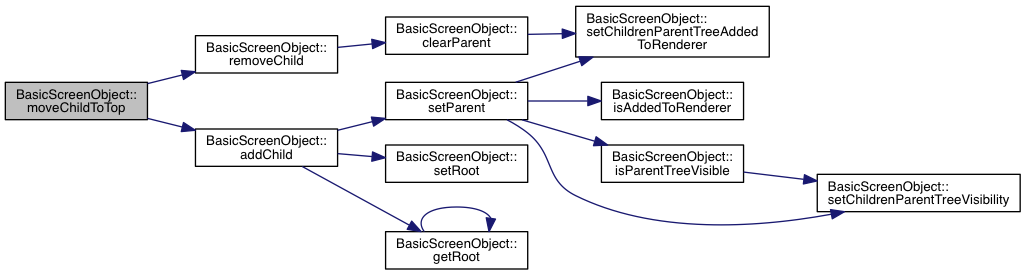 BasicScreenObject::
moveChildToTop
BasicScreenObject::
removeChild
BasicScreenObject::
addChild
BasicScreenObject::
clearParent
BasicScreenObject::
setParent
BasicScreenObject::
setRoot
BasicScreenObject::
getRoot
BasicScreenObject::
setChildrenParentTreeAdded
ToRenderer
BasicScreenObject::
isAddedToRenderer
BasicScreenObject::
isParentTreeVisible
BasicScreenObject::
setChildrenParentTreeVisibility